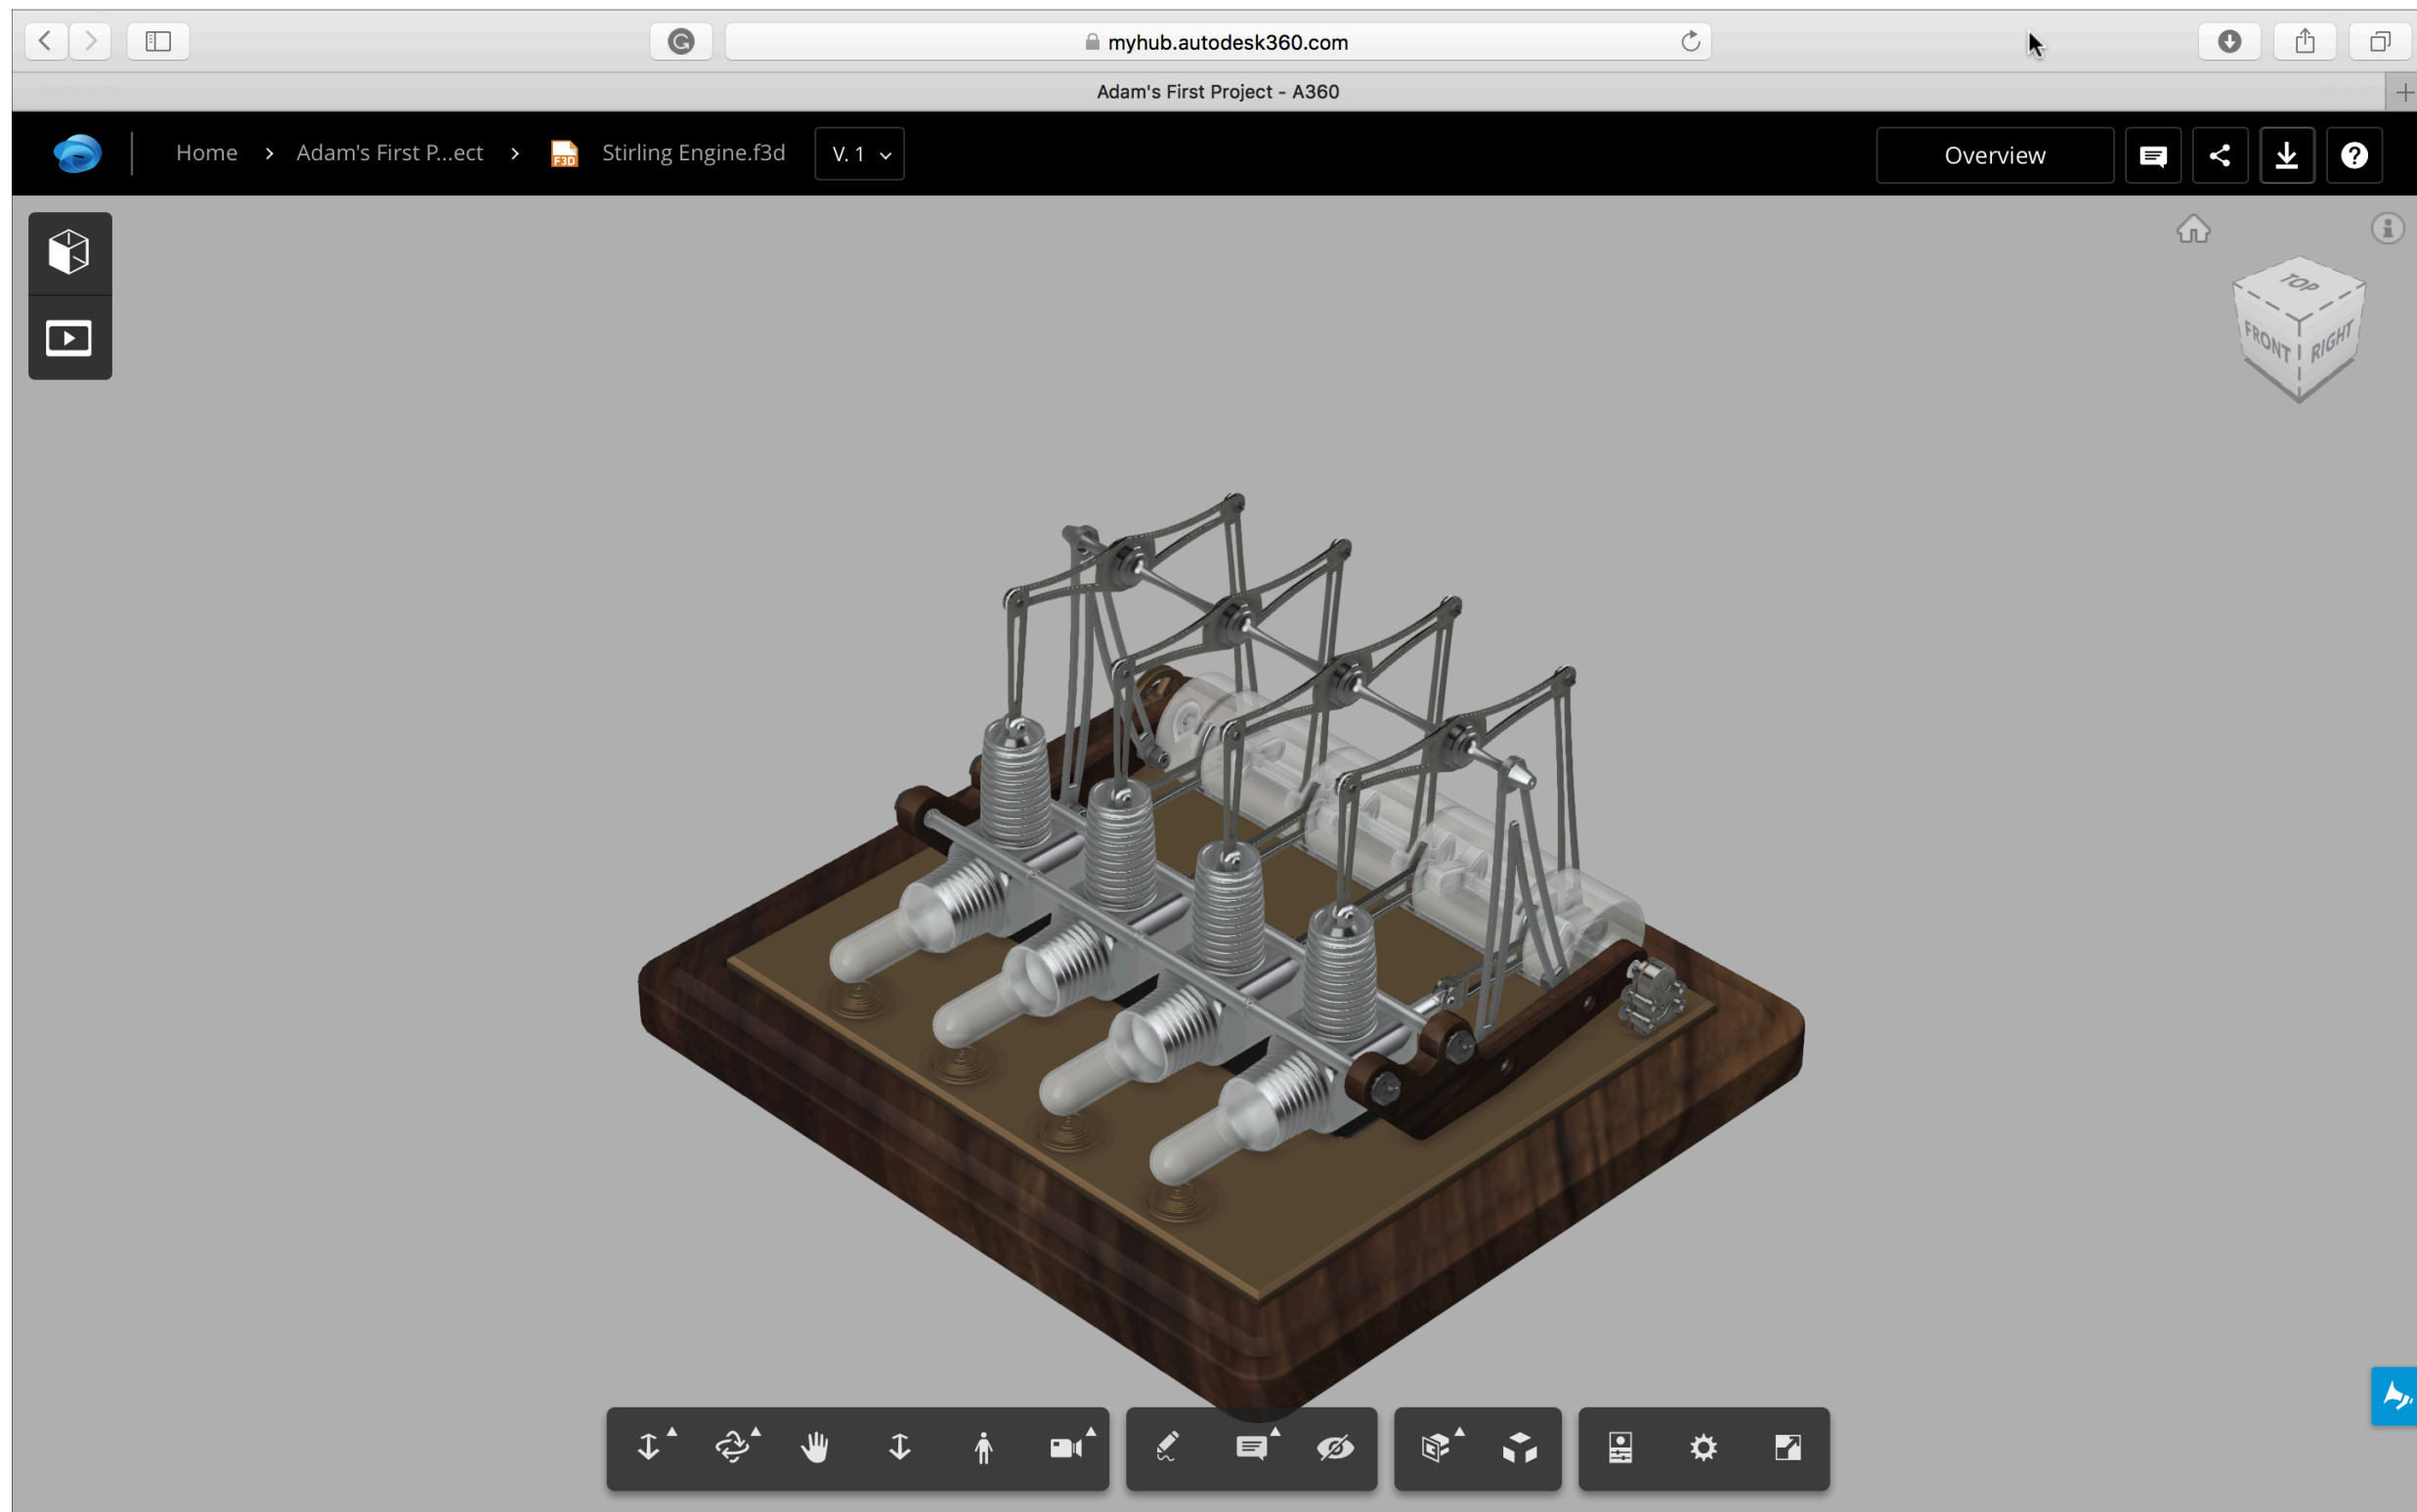 myhub.autodesk360.com
Adam's First Project - A360
Home > Adam's First P...ect > F3D Stirling Engine.f3d V. 1
Overview
TOP
FRONT RIGHT